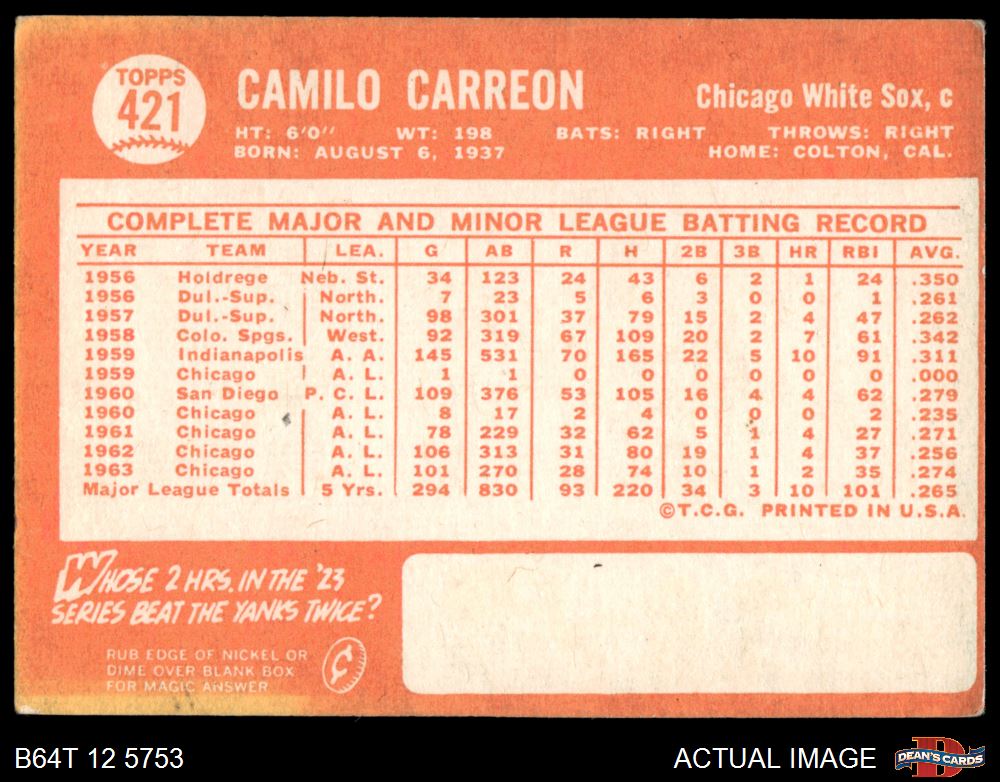 TOPPS
421
CAMILO CARREON
Chicago White Sox, c
HT: 6'0" WT: 198 BATS: RIGHT THROWS: RIGHT
BORN: AUGUST 6, 1937 HOME: COLTON, CAL.
COMPLETE MAJOR AND MINOR LEAGUE BATTING RECORD
YEAR TEAM LEA. G AB R H 2B 3B HR RBI AVG.
1956 Holdrege Neb. St. 34 123 24 43 6 2 1 24 .350
1956 Dul.-Sup. North. 7 23 5 6 3 0 0 1 .261
1957 Dul.-Sup. North. 98 301 37 79 15 2 4 47 .262
1958 Colo. Spgs. West. 92 319 67 109 20 2 7 61 .342
1959 Indianapolis A. A. 145 531 70 165 22 5 10 91 .311
1959 Chicago A. L. 1 1 0 0 0 0 0 0 .000
1960 San Diego P. C. L. 109 376 53 105 16 4 4 62 .279
1960 Chicago A. L. 8 17 2 4 0 0 0 2 .235
1961 Chicago A. L. 78 229 32 62 5 1 4 27 .271
1962 Chicago A. L. 106 313 31 80 19 1 4 37 .256
1963 Chicago A. L. 101 270 28 74 10 1 2 35 .274
Major League Totals 5 Yrs. 294 830 93 220 34 3 10 101 .265
©T.C.G. PRINTED IN U.S.A.
WHOSE 2 HRS. IN THE '23
SERIES BEAT THE YANKS TWICE?
RUB EDGE OF NICKEL OR
DIME OVER BLANK BOX
FOR MAGIC ANSWER
¢
B64T 12 5753
ACTUAL IMAGE
D
DEAN'S CARDS